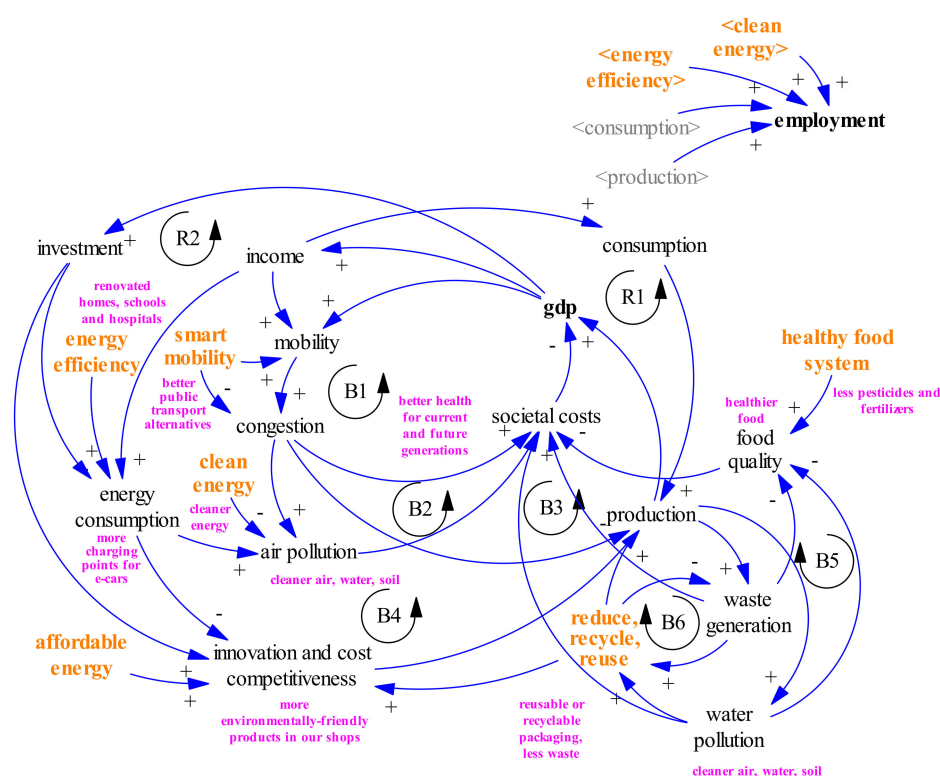 <clean
energy>
<energy
efficiency>
<consumption>
employment
<production>
+
+
+
+
investment
+
R2
income
+
+
consumption
R1
renovated
homes, schools
and hospitals
energy
efficiency
smart
mobility
+
+
mobility
gdp
-
+
healthy food
system
better
public
transport
alternatives
-
+
+
B1
congestion
better health
for current
and future
generations
societal costs
+
-
+
healthier
food
food
quality
+
-
-
less pesticides and
fertilizers
clean
energy
cleaner
energy
-
+
+
-
+
energy
consumption
more
charging
points for
e-cars
+
air pollution
cleaner air, water, soil
B2
B3
production
-
+
+
+
B5
B4
B6
-
waste
generation
reduce,
recycle,
reuse
+
+
+
affordable
energy
-
innovation and cost
competitiveness
+
+
+
more
environmentally-friendly
products in our shops
reusable or
recyclable
packaging,
less waste
water
pollution
cleaner air, water, soil